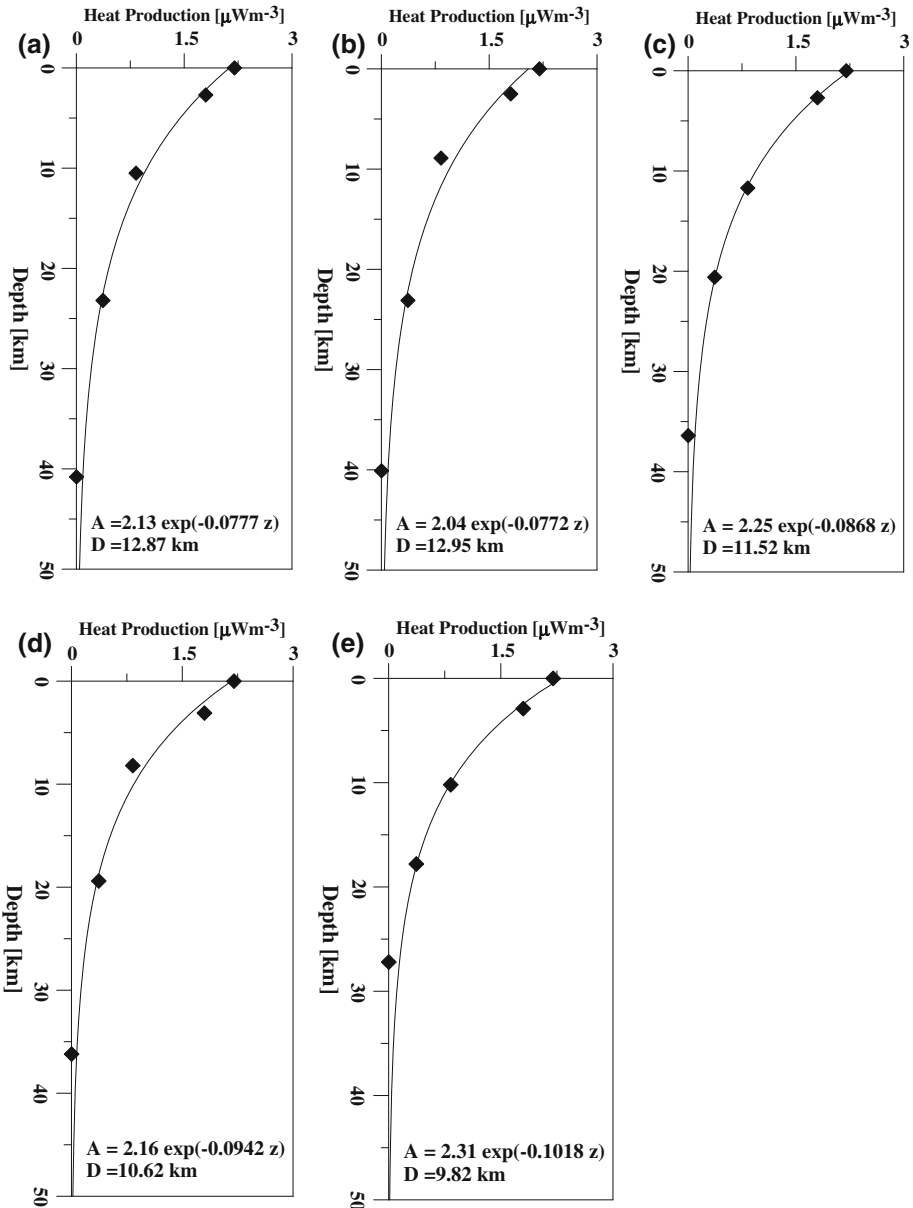 Heat Production [μWm-3]
(a)
0 1.5 3
0
10
20
30
40
50
Depth [km]
A =2.13 exp(-0.0777 z)
D =12.87 km
Heat Production [μWm-3]
(b)
0 1.5 3
0
10
20
30
40
50
Depth [km]
A = 2.04 exp(-0.0772 z)
D =12.95 km
Heat Production [μWm-3]
(c)
0 1.5 3
0
10
20
30
40
50
Depth [km]
A = 2.25 exp(-0.0868 z)
D =11.52 km
Heat Production [μWm-3]
(d)
0 1.5 3
0
10
20
30
40
50
Depth [km]
A = 2.16 exp(-0.0942 z)
D =10.62 km
Heat Production [μWm-3]
(e)
0 1.5 3
0
10
20
30
40
50
Depth [km]
A = 2.31 exp(-0.1018 z)
D =9.82 km